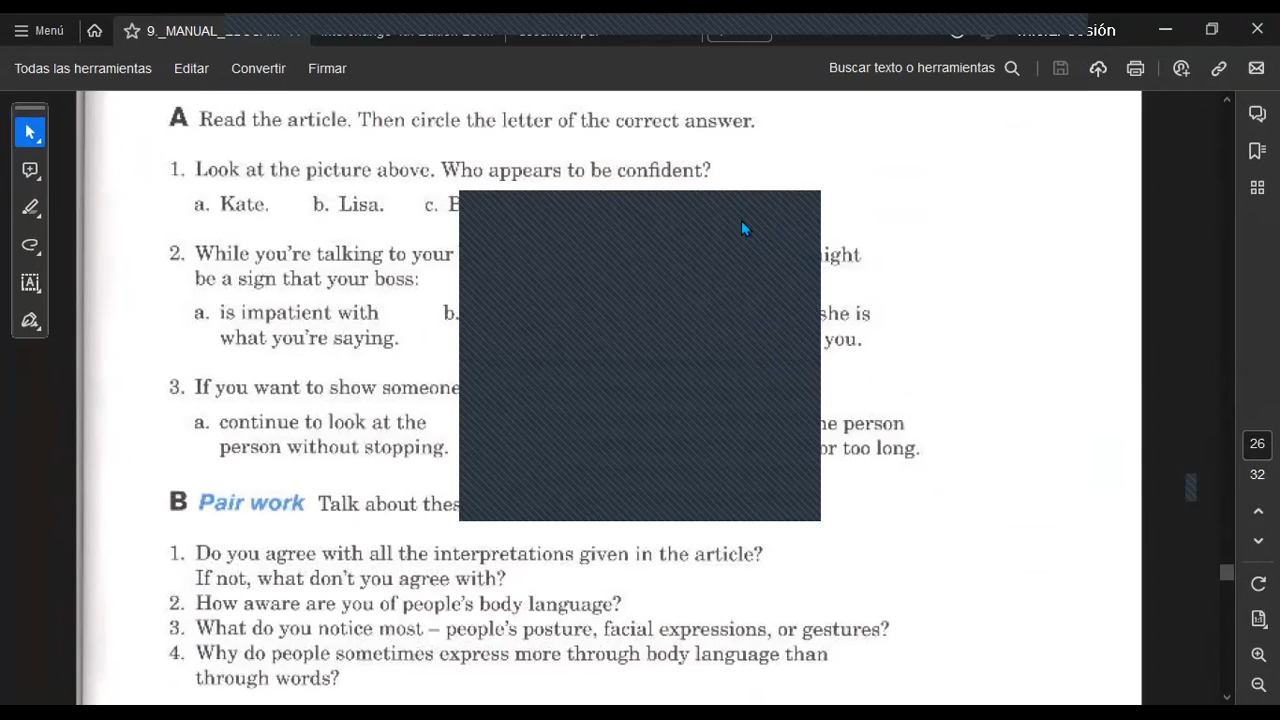 Menú 9._MANUAL_
Todas las herramientas Editar Convertir Firmar Buscar texto o herramientas
A Read the article. Then circle the letter of the correct answer.
1. Look at the picture above. Who appears to be confident?
a. Kate. b. Lisa. c.
2. While you're talking to your
be a sign that your boss:
a. is impatient with b. she is
what you're saying. you.
3. If you want to show someone
a. continue to look at the person
person without stopping. or too long.
B Pair work Talk about
1. Do you agree with all the interpretations given in the article?
If not, what don't you agree with?
2. How aware are you of people's body language?
3. What do you notice most – people's posture, facial expressions, or gestures?
4. Why do people sometimes express more through body language than
through words?
26
32